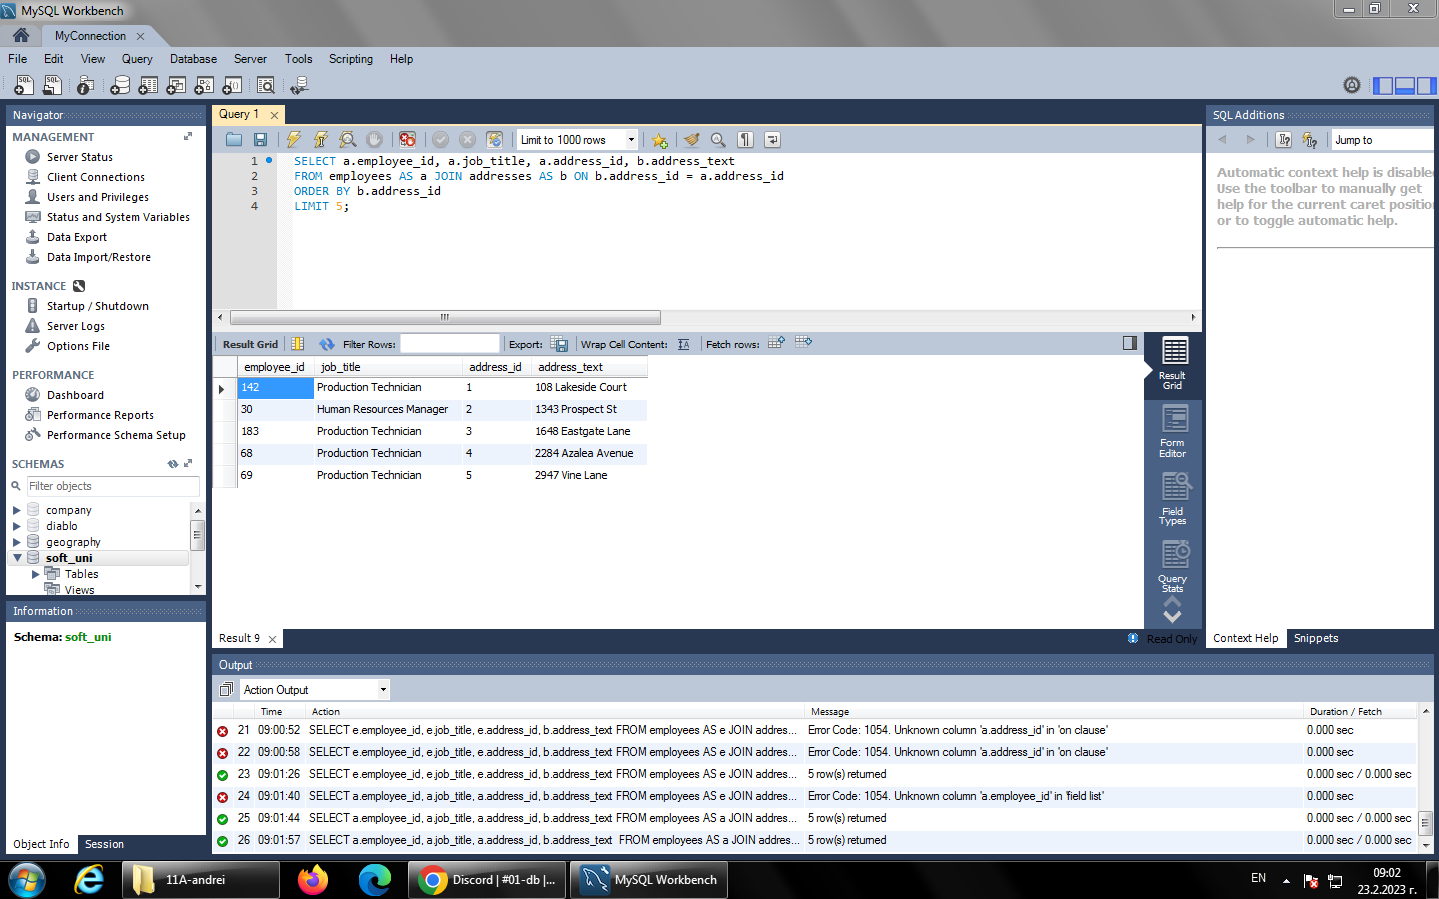 MySQL Workbench
MyConnection
File Edit View Query Database Server Tools Scripting Help
Navigator
MANAGEMENT
Server Status
Client Connections
Users and Privileges
Status and System Variables
Data Export
Data Import/Restore
INSTANCE
Startup / Shutdown
Server Logs
Options File
PERFORMANCE
Dashboard
Performance Reports
Performance Schema Setup
SCHEMAS
Filter objects
company
diablo
geography
soft_uni
Tables
Views
Information
Schema: soft_uni
Object Info Session
Query 1
Limit to 1000 rows
1 SELECT a.employee_id, a.job_title, a.address_id, b.address_text
2 FROM employees AS a JOIN addresses AS b ON b.address_id = a.address_id
3 ORDER BY b.address_id
4 LIMIT 5;
Result Grid Filter Rows: Export: Wrap Cell Content: Fetch rows:
employee_id job_title address_id address_text
142 Production Technician 1 108 Lakeside Court
30 Human Resources Manager 2 1343 Prospect St
183 Production Technician 3 1648 Eastgate Lane
68 Production Technician 4 2284 Azalea Avenue
69 Production Technician 5 2947 Vine Lane
Result
Grid
Form
Editor
Field
Types
Query
Stats
Result 9
Read Only
SQL Additions
Jump to
Automatic context help is disabled
Use the toolbar to manually get
help for the current caret position
or to toggle automatic help.
Context Help Snippets
Output
Action Output
Time Action Message Duration / Fetch
21 09:00:52 SELECT e.employee_id, e.job_title, e.address_id, b.address_text FROM employees AS e JOIN addres... Error Code: 1054. Unknown column 'a.address_id' in 'on clause' 0.000 sec
22 09:00:58 SELECT e.employee_id, e.job_title, e.address_id, b.address_text FROM employees AS e JOIN addres... Error Code: 1054. Unknown column 'a.address_id' in 'on clause' 0.000 sec
23 09:01:26 SELECT e.employee_id, e.job_title, e.address_id, b.address_text FROM employees AS e JOIN addres... 5 row(s) returned 0.000 sec / 0.000 sec
24 09:01:40 SELECT a.employee_id, a.job_title, a.address_id, b.address_text FROM employees AS e JOIN addres... Error Code: 1054. Unknown column 'a.employee_id' in 'field list' 0.000 sec
25 09:01:44 SELECT a.employee_id, a.job_title, a.address_id, b.address_text FROM employees AS a JOIN addres... 5 row(s) returned 0.000 sec / 0.000 sec
26 09:01:57 SELECT a.employee_id, a.job_title, a.address_id, b.address_text FROM employees AS a JOIN addres... 5 row(s) returned 0.000 sec / 0.000 sec
11A-andrei
Discord | #01-db |...
MySQL Workbench
EN
09:02
23.2.2023 г.